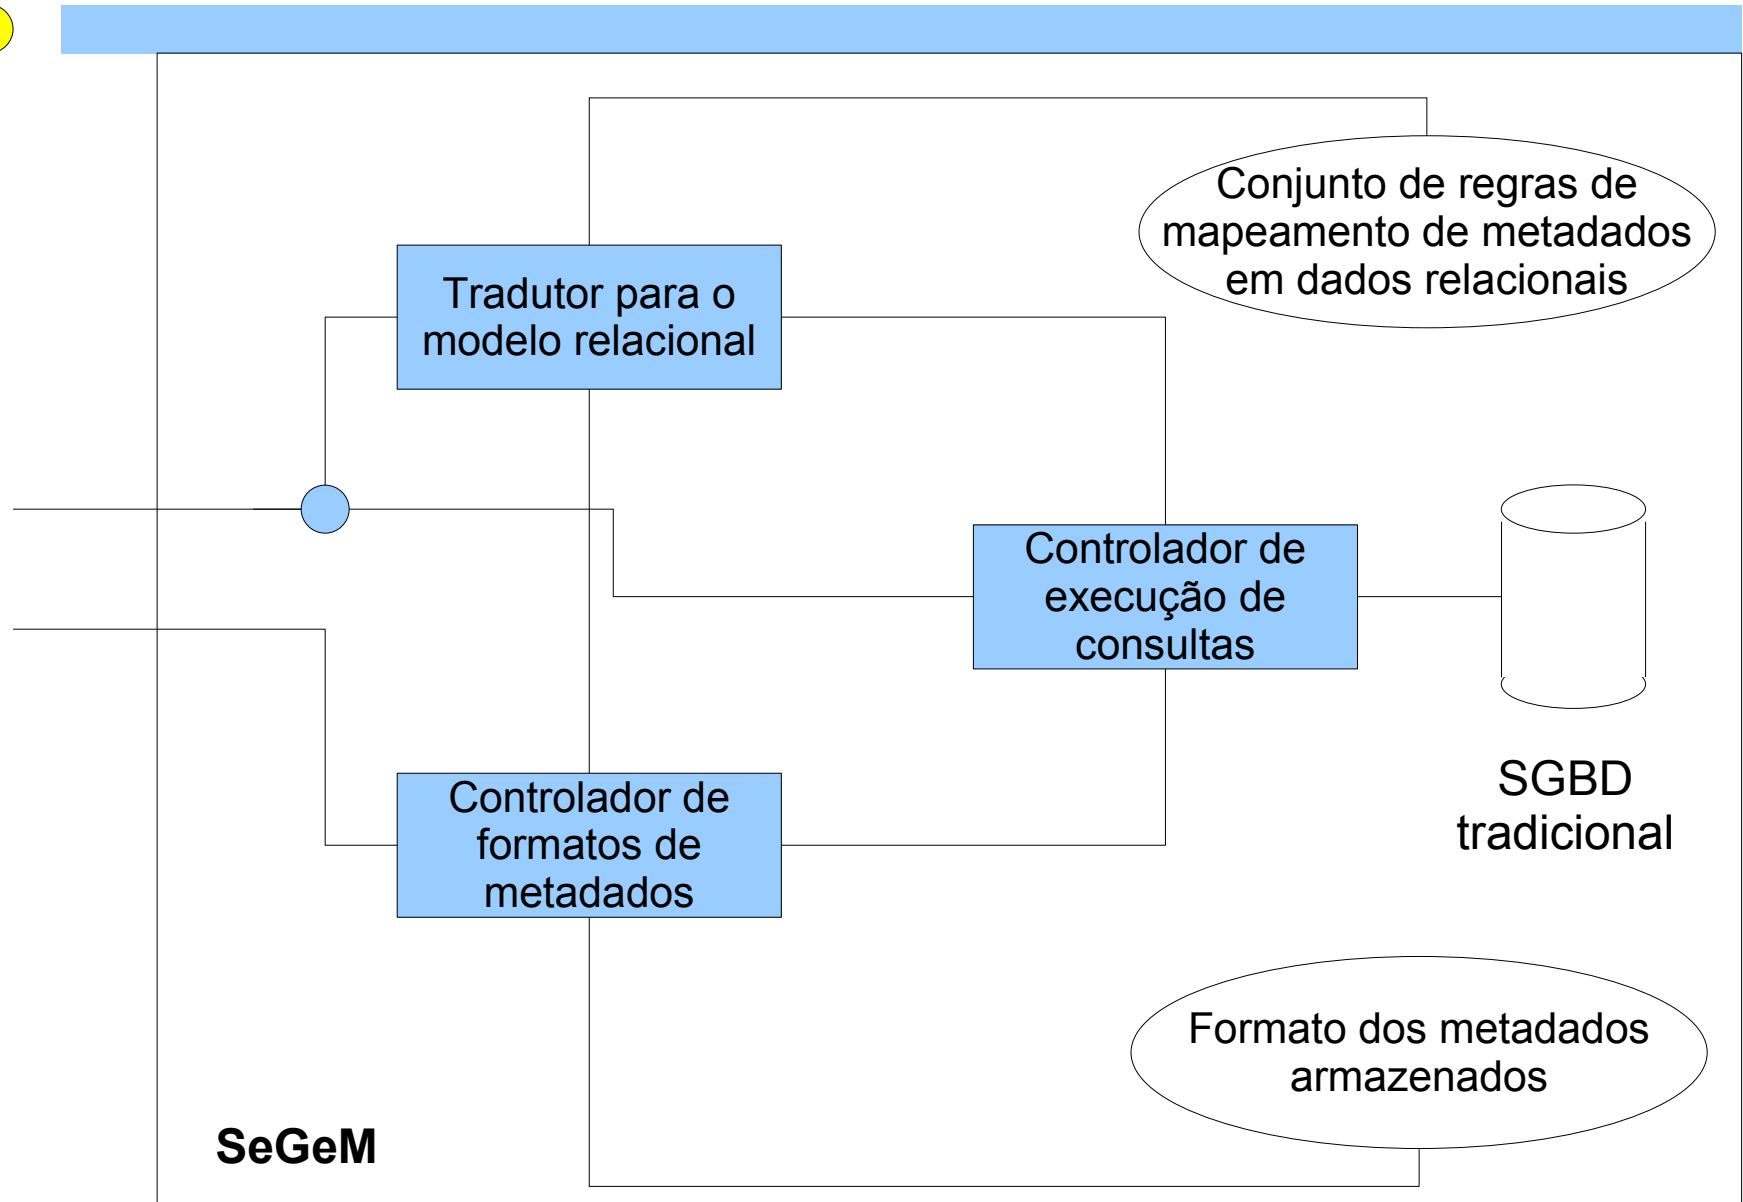 Conjunto de regras de
mapeamento de metadados
em dados relacionais
Tradutor para o
modelo relacional
Controlador de
execução de
consultas
SGBD
tradicional
Controlador de
formatos de
metadados
Formato dos metadados
armazenados
SeGeM